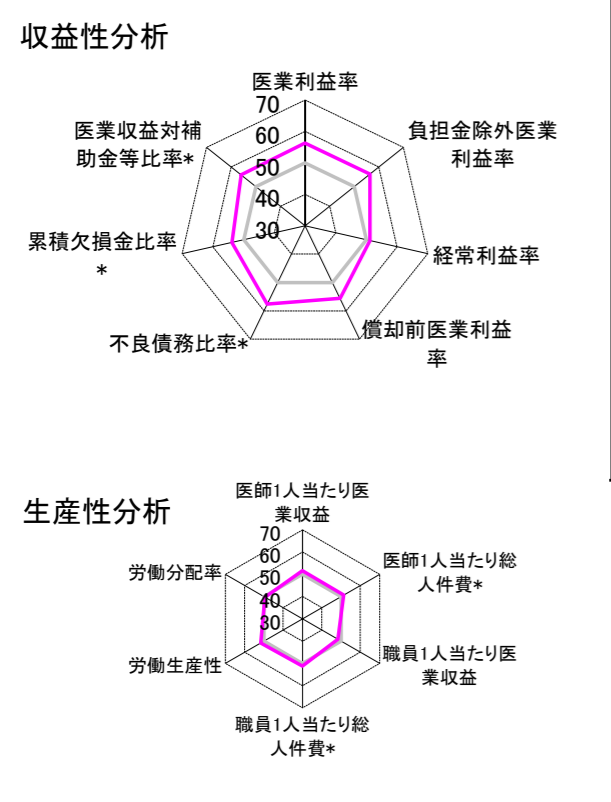 収益性分析
医業利益率
70
60
50
40
30
負担金除外医業
利益率
経常利益率
償却前医業利益
率
不良債務比率*
累積欠損金比率
*
医業収益対補
助金等比率*
生産性分析
医師1人当たり医
業収益
70
60
50
40
30
医師1人当たり総
人件費*
職員1人当たり医
業収益
職員1人当たり総
人件費*
労働生産性
労働分配率